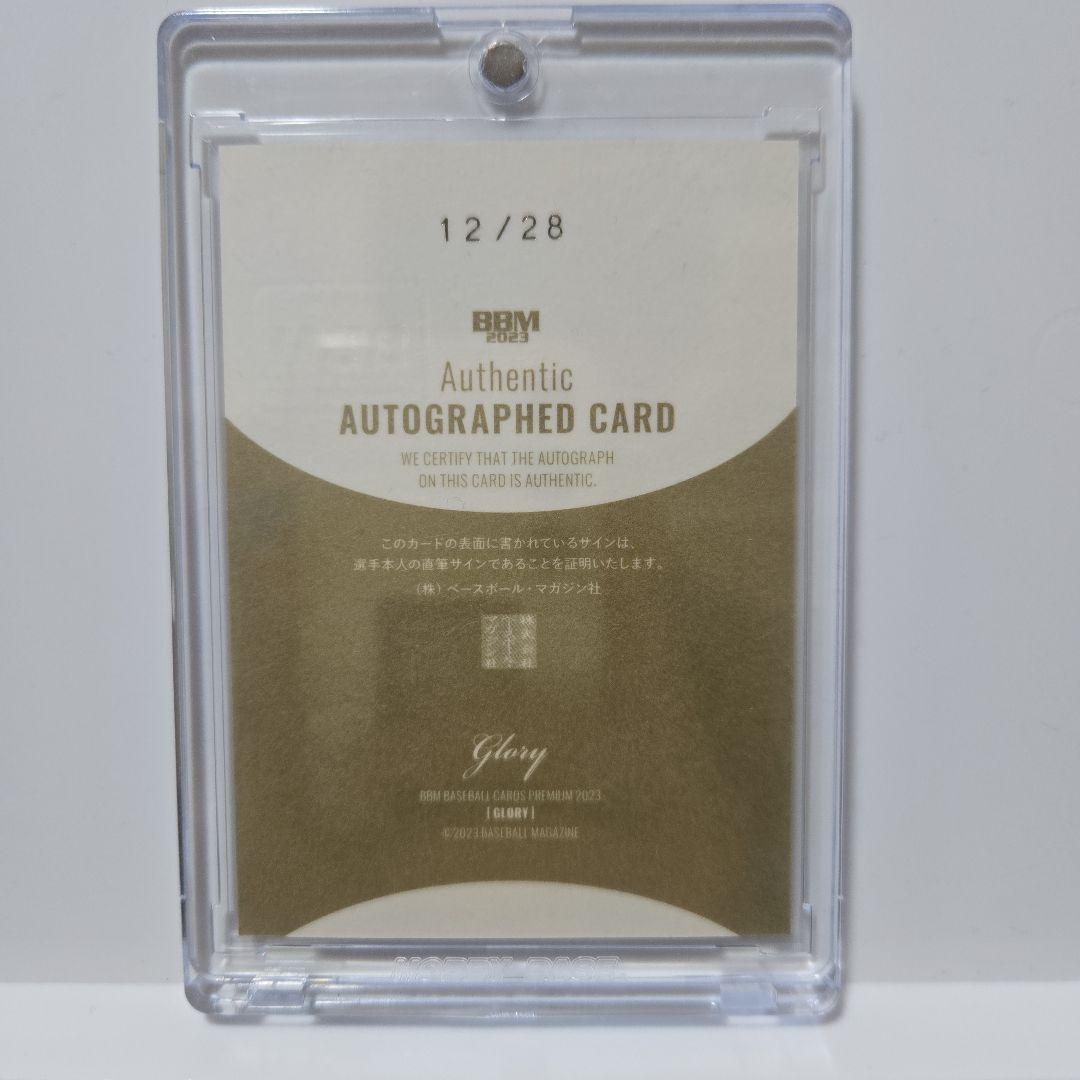 12/28
BBM
2023
Authentic
AUTOGRAPHED CARD
WE CERTIFY THAT THE AUTOGRAPH
ON THIS CARD IS AUTHENTIC.
このカードの表面に書かれているサインは、
選手本人の直筆サインであることを証明いたします。
(株)ベースボール・マガジン社
Glory
BBM BASEBALL CARDS PREMIUM 2023
[GLORY]
©2023 BASEBALL MAGAZINE